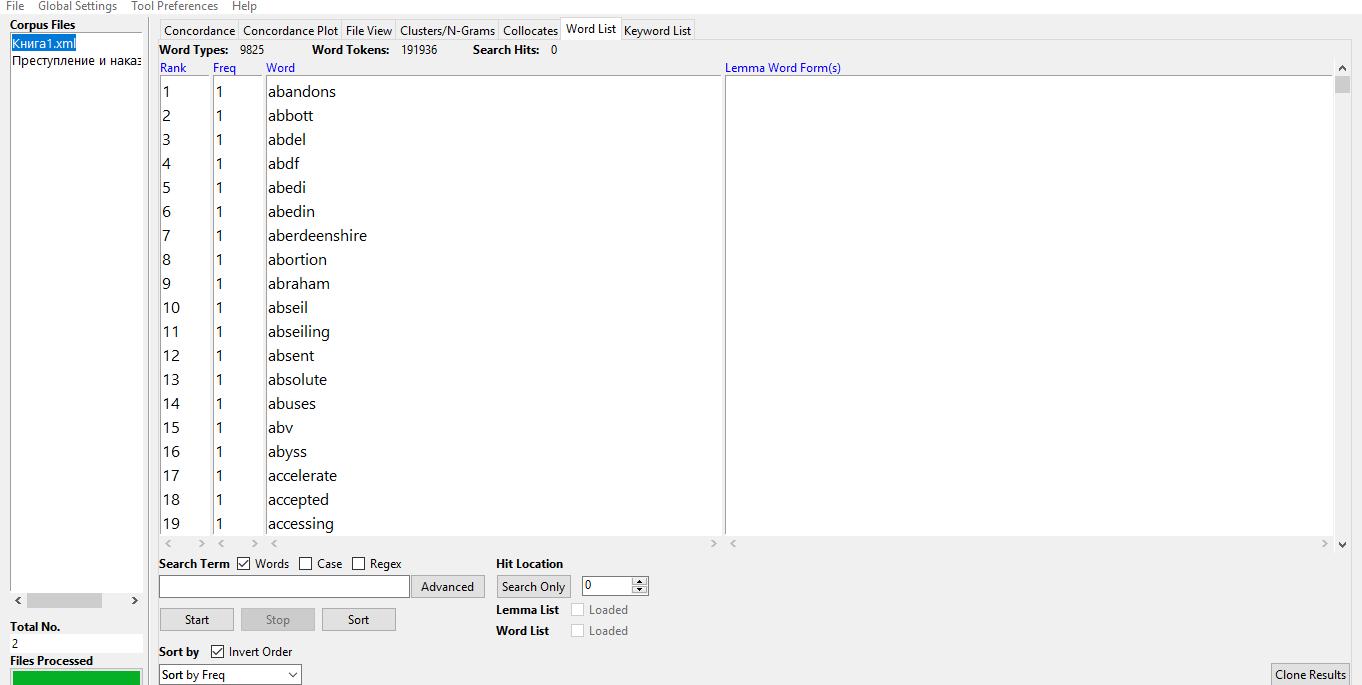 File Global Settings Tool Preferences Help
Corpus Files
Книга1.xml
Преступление и наказ
Concordance Concordance Plot File View Clusters/N-Grams Collocates Word List Keyword List
Word Types: 9825 Word Tokens: 191936 Search Hits: 0
Rank Freq Word Lemma Word Form(s)
1 1 abandons
2 1 abbott
3 1 abdel
4 1 abdf
5 1 abedi
6 1 abedin
7 1 aberdeenshire
8 1 abortion
9 1 abraham
10 1 abseil
11 1 abseiling
12 1 absent
13 1 absolute
14 1 abuses
15 1 abv
16 1 abyss
17 1 accelerate
18 1 accepted
19 1 accessing
Search Term Words Case Regex Hit Location
Advanced Search Only 0
Lemma List Loaded
Start Stop Sort
Word List Loaded
Total No.
2
Files Processed
Sort by Invert Order
Sort by Freq
Clone Results